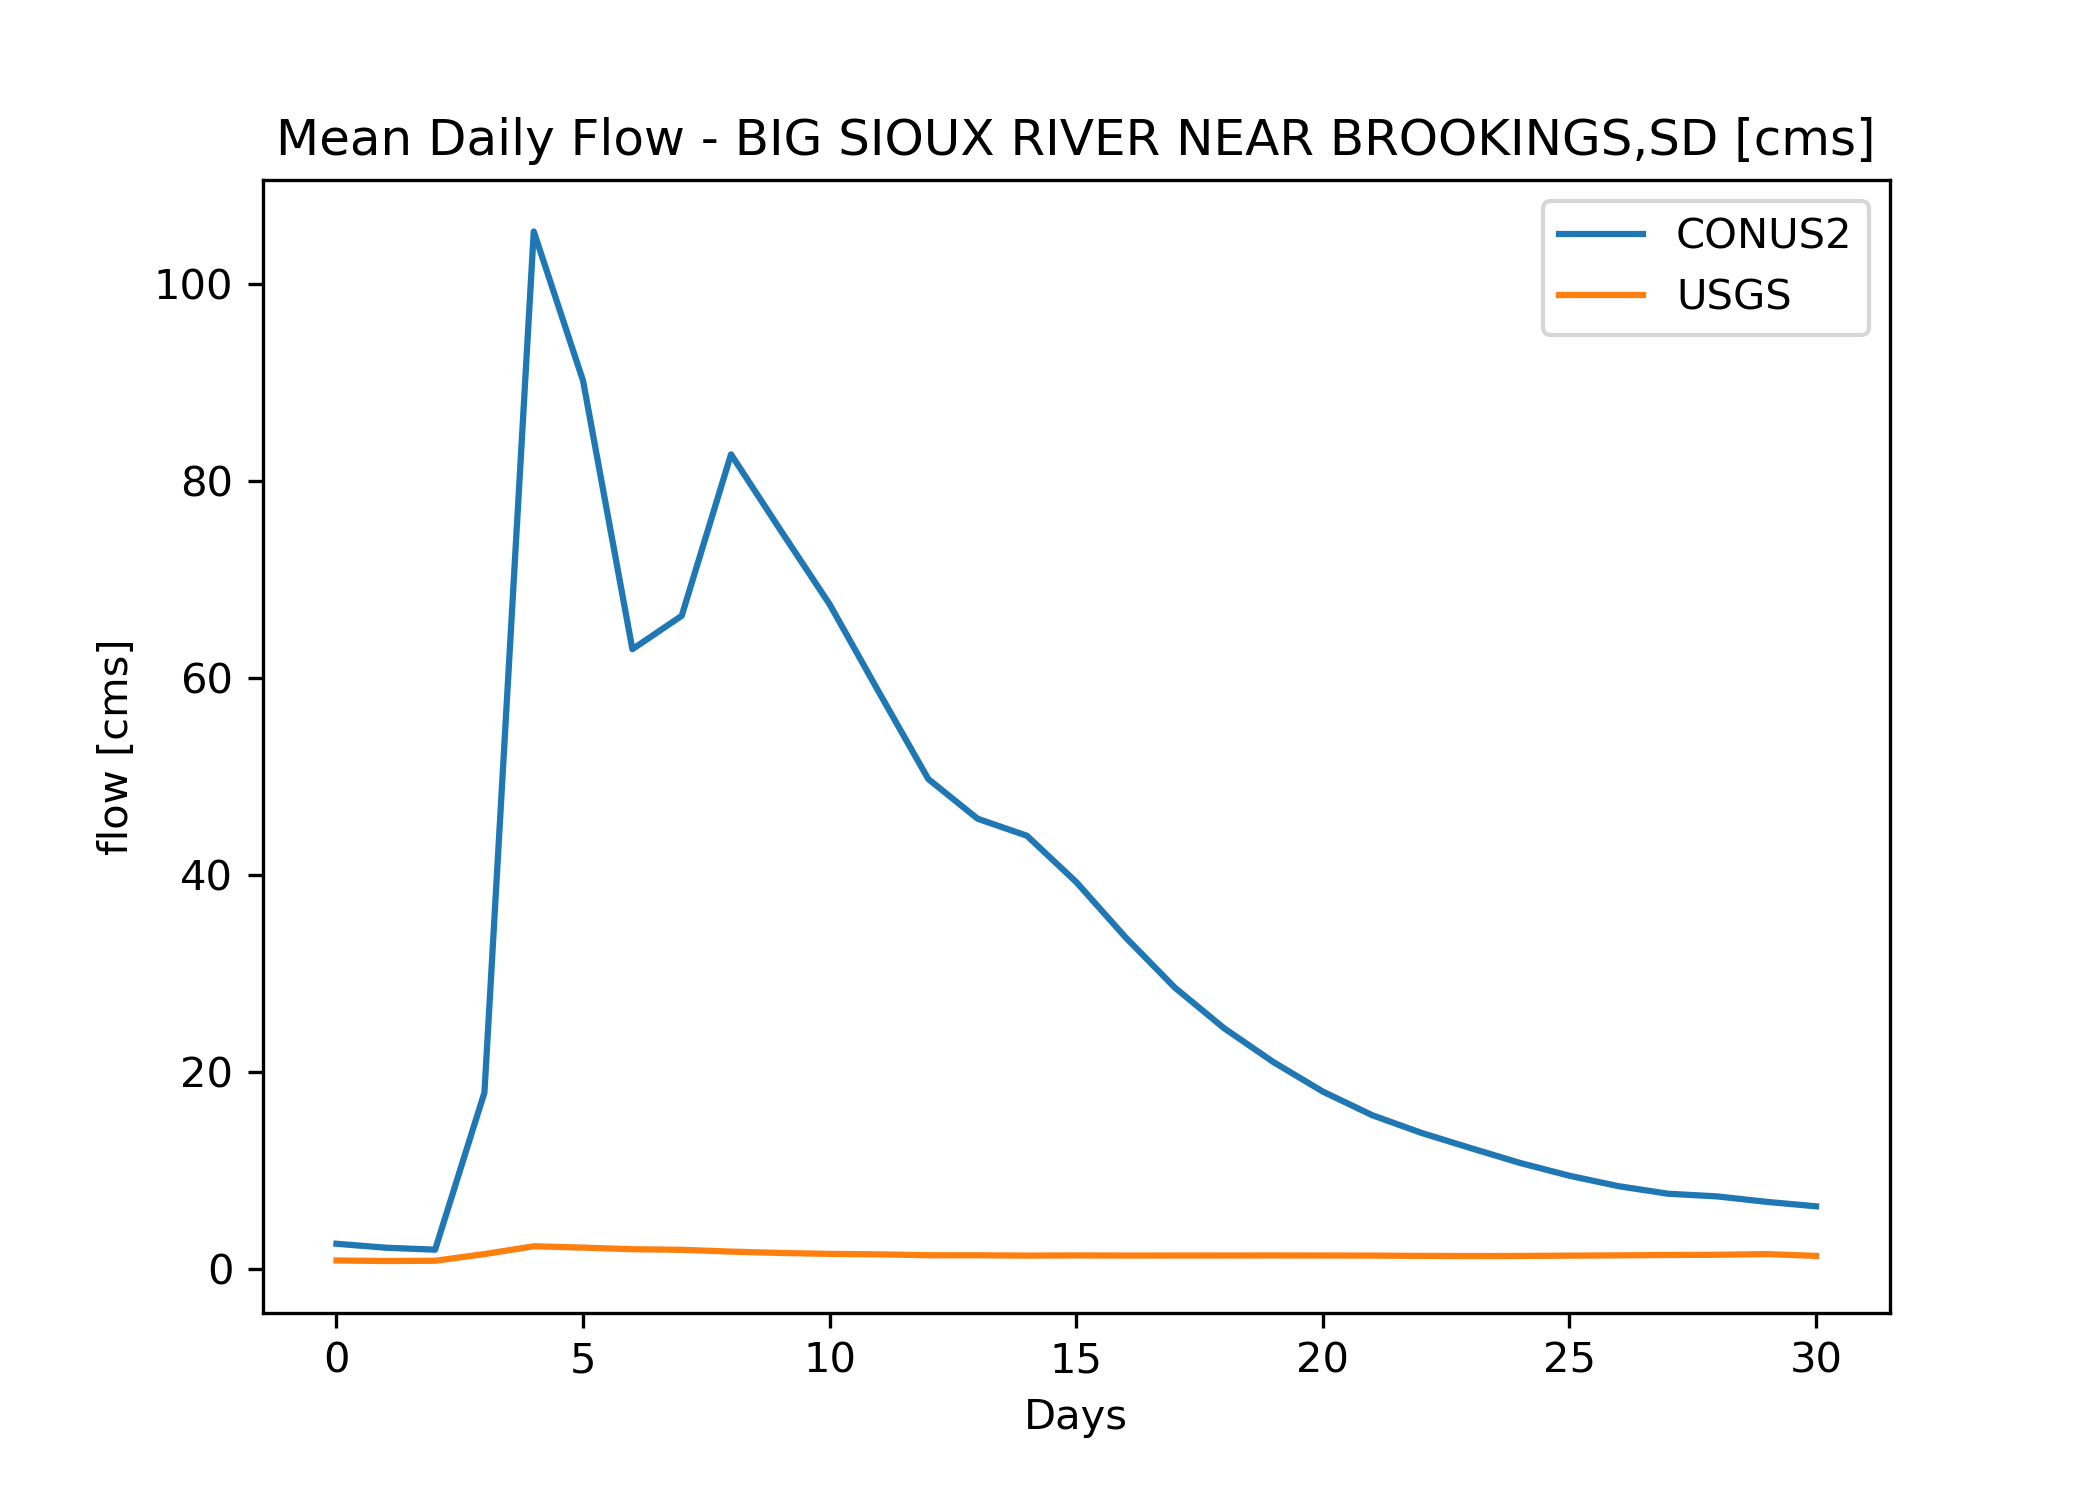 Mean Daily Flow - BIG SIOUX RIVER NEAR BROOKINGS,SD [cms]
CONUS2
USGS
100
80
60
40
20
0
flow [cms]
0 5 10 15 20 25 30
Days